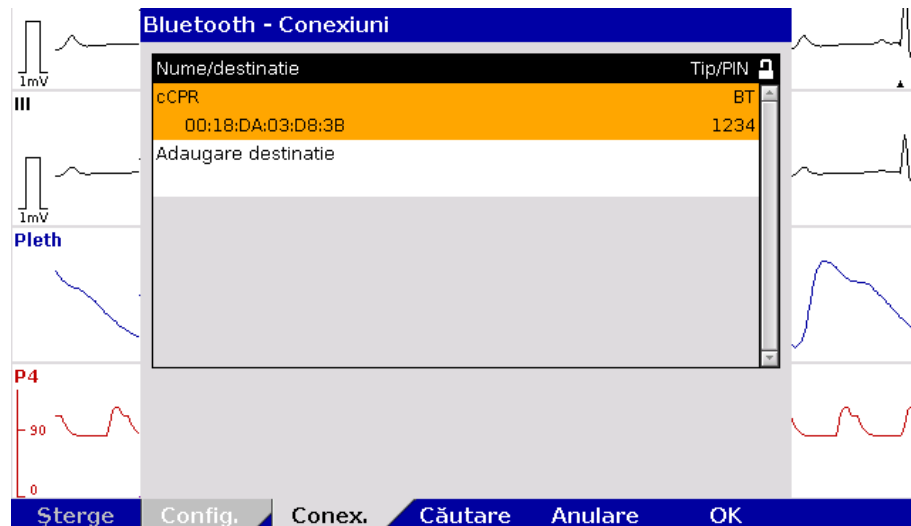 Bluetooth - Conexiuni
Nume/destinatie Tip/PIN
cCPR BT
00:18:DA:03:D8:3B 1234
Adaugare destinatie
1mV
III
1mV
Pleth
P4
90
0
Şterge Config. Conex. Căutare Anulare OK